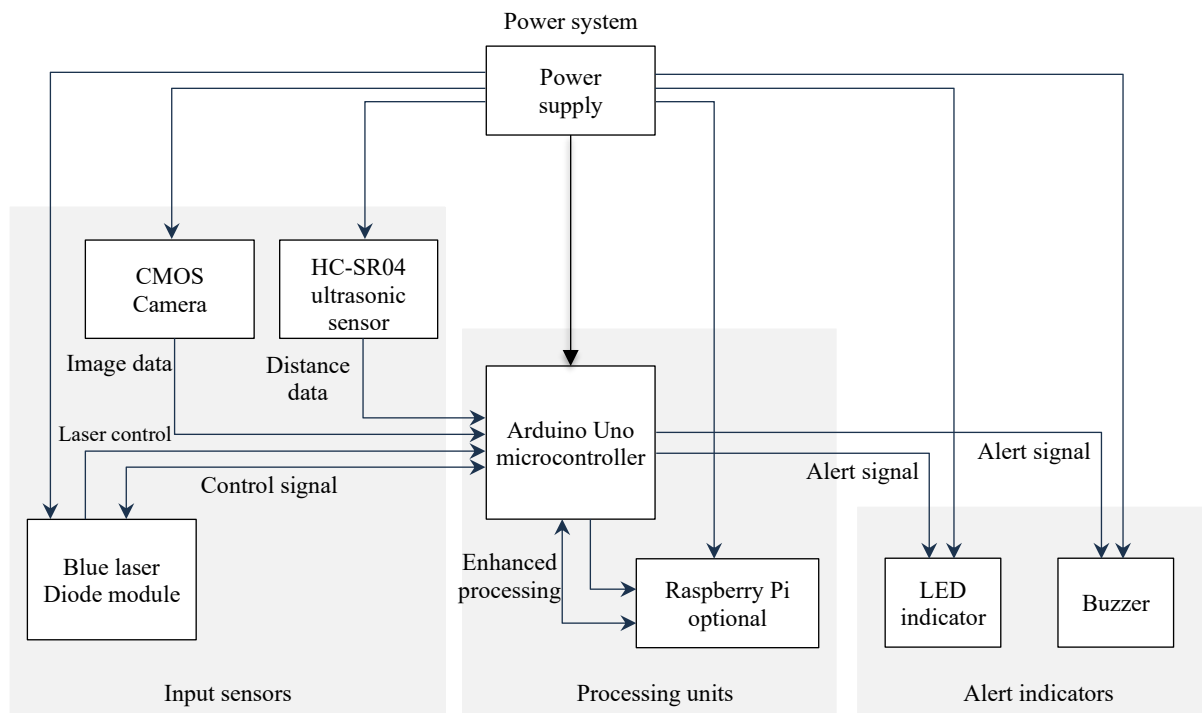 Power system
Power
supply
CMOS
Camera
HC-SR04
ultrasonic
sensor
Image data
Distance
data
Laser control
Control signal
Arduino Uno
microcontroller
Alert signal
Alert signal
Blue laser
Diode module
Enhanced
processing
Raspberry Pi
optional
LED
indicator
Buzzer
Input sensors
Processing units
Alert indicators